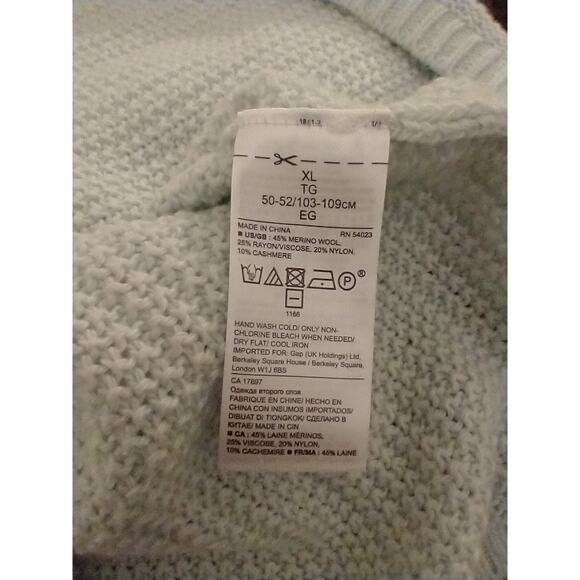 XL
TG
50-52/103-109см
EG
MADE IN CHINA RN 54023
■ US/GB : 45% MERINO WOOL,
25% RAYON/VISCOSE, 20% NYLON,
10% CASHMERE
P ®
1166
HAND WASH COLD/ ONLY NON-
CHLORINE BLEACH WHEN NEEDED/
DRY FLAT/ COOL IRON
IMPORTED FOR: Gap (UK Holdings) Ltd,
Berkeley Square House / Berkeley Square,
London W1J 6BS
CA 17897
Одежда второго слоя
FABRIQUE EN CHINE/ HECHO EN
CHINA CON INSUMOS IMPORTADOS/
DIBUAT DI TIONGKOK/ СДЕЛАНО В
КИТАЕ/ MADE IN CIN
■ CA : 45% LAINE MÉRINOS,
25% VISCOSE, 20% NYLON,
10% CACHEMIRE ■ FR/MA : 45% LAINE